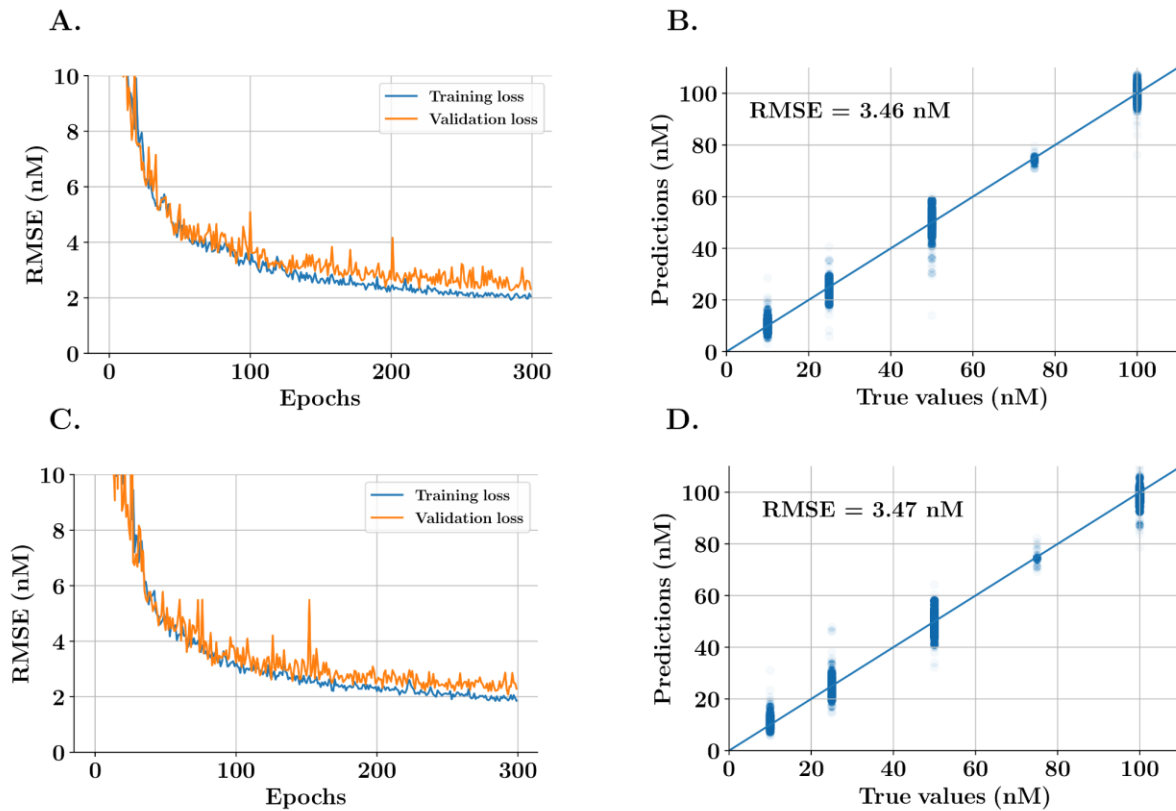 A.
10
8
6
4
2
0
RMSE (nM)
Training loss
Validation loss
0 100 200 300
Epochs
B.
100
80
60
40
20
0
Predictions (nM)
RMSE = 3.46 nM
0 20 40 60 80 100
True values (nM)
C.
10
8
6
4
2
0
RMSE (nM)
Training loss
Validation loss
0 100 200 300
Epochs
D.
100
80
60
40
20
0
Predictions (nM)
RMSE = 3.47 nM
0 20 40 60 80 100
True values (nM)